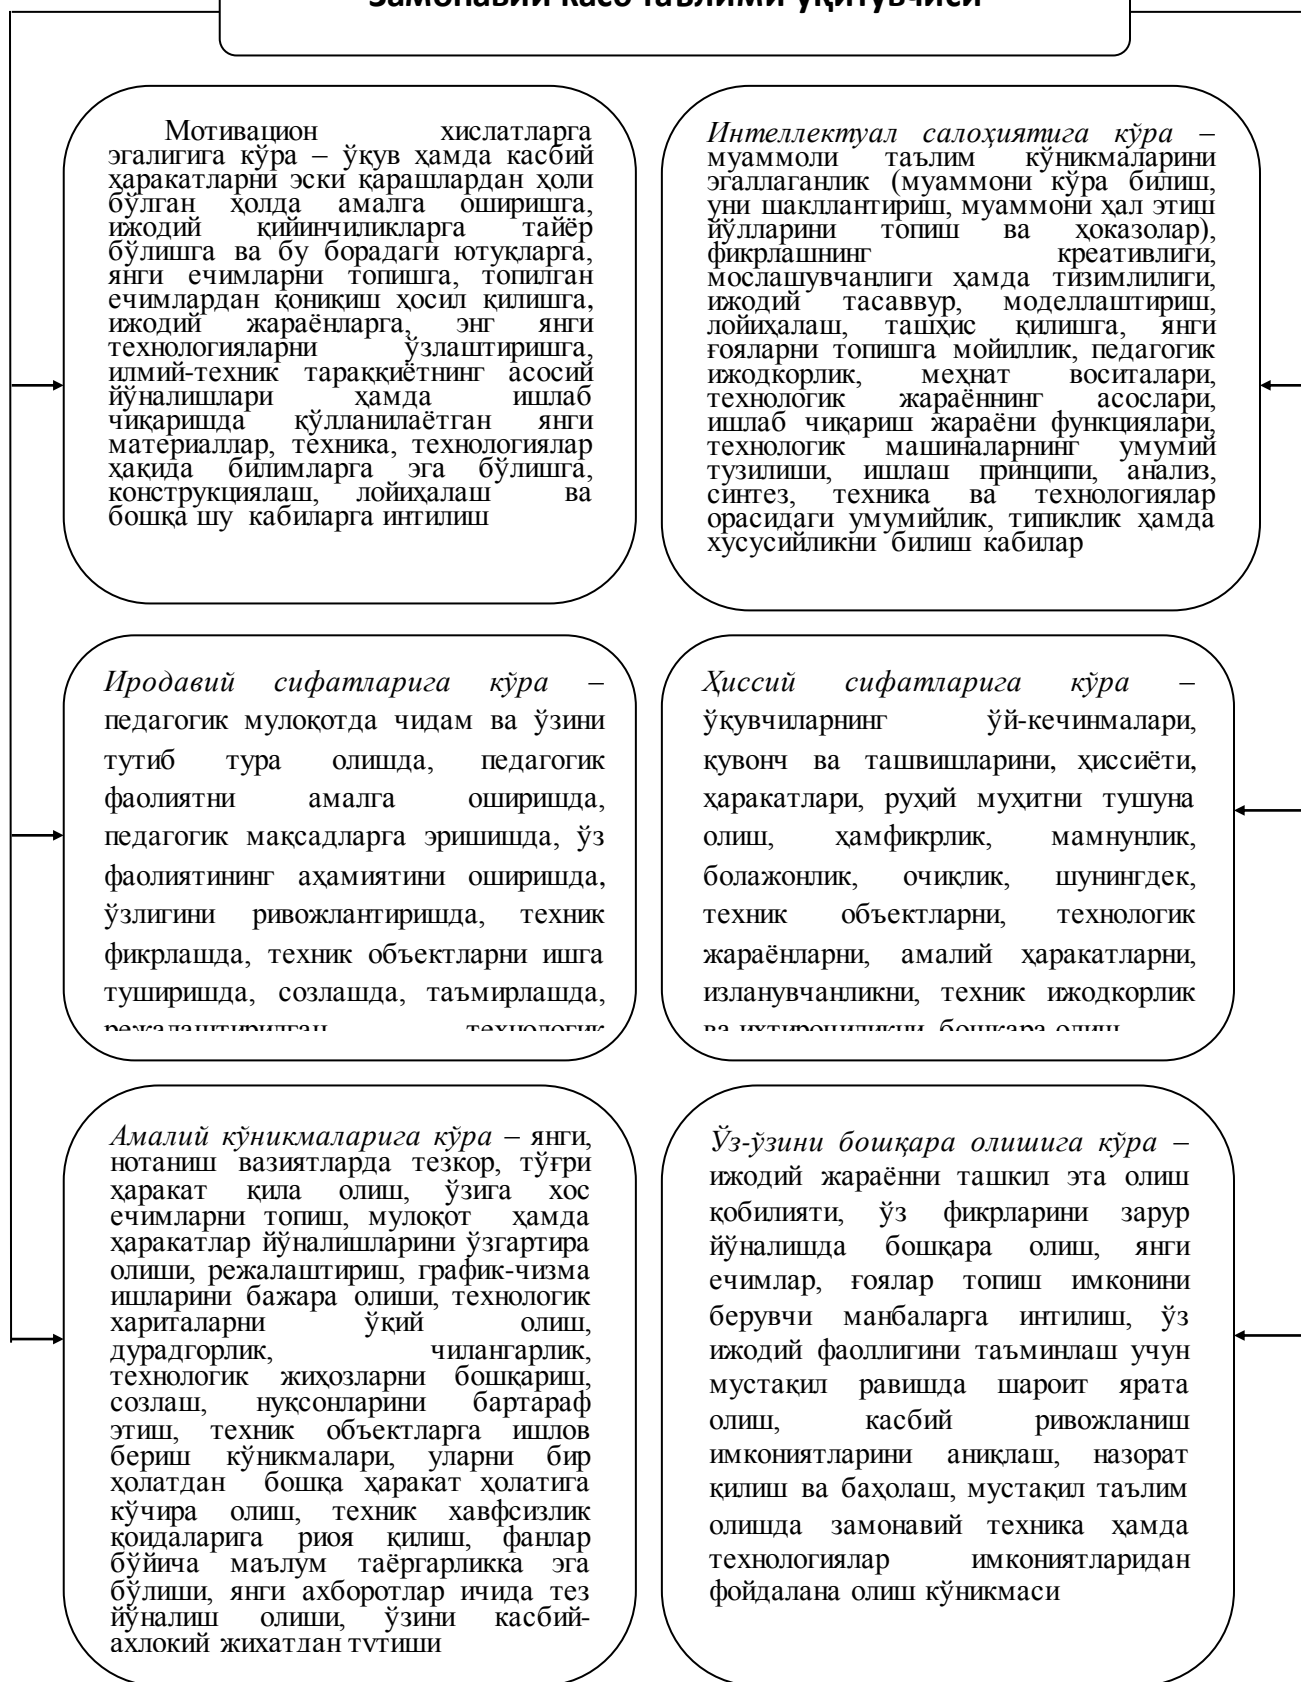 Замонавий касб таълими ўқитувчиси
Мотивацион хислатларга
эгалигига кўра – ўқув ҳамда касбий
ҳаракатларни эски қарашлардан ҳоли
бўлган ҳолда амалга оширишга,
ижодий қийинчиликларга тайёр
бўлишга ва бу борадаги ютуқларга,
янги ечимларни топишга, топилган
ечимлардан қониқиш ҳосил қилишга,
ижодий жараёнларга, энг янги
технологияларни ўзлаштиришга,
илмий-техник тараққиётнинг асосий
йўналишлари ҳамда ишлаб
чиқаришда қўлланилаётган янги
материаллар, техника, технологиялар
ҳақида билимларга эга бўлишга,
конструкциялаш, лойиҳалаш ва
бошқа шу кабиларга интилиш
Интеллектуал салоҳиятига кўра –
муаммоли таълим кўникмаларини
эгаллаганлик (муаммони кўра билиш,
уни шакллантириш, муаммони ҳал этиш
йўлларини топиш ва ҳоказолар),
фикрлашнинг креативлиги,
мослашувчанлиги ҳамда тизимлилиги,
ижодий тасаввур, моделлаштириш,
лойиҳалаш, ташҳис қилишга, янги
ғояларни топишга мойиллик, педагогик
ижодкорлик, меҳнат воситалари,
технологик жараённинг асослари,
ишлаб чиқариш жараёни функциялари,
технологик машиналарнинг умумий
тузилиши, ишлаш принципи, анализ,
синтез, техника ва технологиялар
орасидаги умумийлик, типиклик ҳамда
хусусийликни билиш кабилар
Иродавий сифатларига кўра –
педагогик мулоқотда чидам ва ўзини
тутиб тура олишда, педагогик
фаолиятни амалга оширишда,
педагогик мақсадларга эришишда, ўз
фаолиятининг аҳамиятини оширишда,
ўзлигини ривожлантиришда, техник
фикрлашда, техник объектларни ишга
туширишда, созлашда, таъмирлашда,
режалаштирилган технологик
Ҳиссий сифатларига кўра –
ўқувчиларнинг ўй-кечинмалари,
қувонч ва ташвишларини, ҳиссиёти,
ҳаракатлари, руҳий муҳитни тушуна
олиш, ҳамфикрлик, мамнунлик,
болажонлик, очиқлик, шунингдек,
техник объектларни, технологик
жараёнларни, амалий ҳаракатларни,
изланувчанликни, техник ижодкорлик
ва ихтирочиликни бошқара олиш
Амалий кўникмаларига кўра – янги,
нотаниш вазиятларда тезкор, тўғри
ҳаракат қила олиш, ўзига хос
ечимларни топиш, мулоқот ҳамда
ҳаракатлар йўналишларини ўзгартира
олиши, режалаштириш, график-чизма
ишларини бажара олиши, технологик
хариталарни ўқий олиш,
дурадгорлик, чилангарлик,
технологик жиҳозларни бошқариш,
созлаш, нуқсонларини бартараф
этиш, техник объектларга ишлов
бериш кўникмалари, уларни бир
ҳолатдан бошқа ҳаракат ҳолатига
кўчира олиш, техник хавфсизлик
қоидаларига риоя қилиш, фанлар
бўйича маълум таёргарликка эга
бўлиши, янги ахборотлар ичида тез
йўналиш олиши, ўзини касбий-
ахлоқий жиҳатдан тутиши
Ўз-ўзини бошқара олишига кўра –
ижодий жараённи ташкил эта олиш
қобилияти, ўз фикрларини зарур
йўналишда бошқара олиш, янги
ечимлар, ғоялар топиш имконини
берувчи манбаларга интилиш, ўз
ижодий фаоллигини таъминлаш учун
мустақил равишда шароит ярата
олиш, касбий ривожланиш
имкониятларини аниқлаш, назорат
қилиш ва баҳолаш, мустақил таълим
олишда замонавий техника ҳамда
технологиялар имкониятларидан
фойдалана олиш кўникмаси